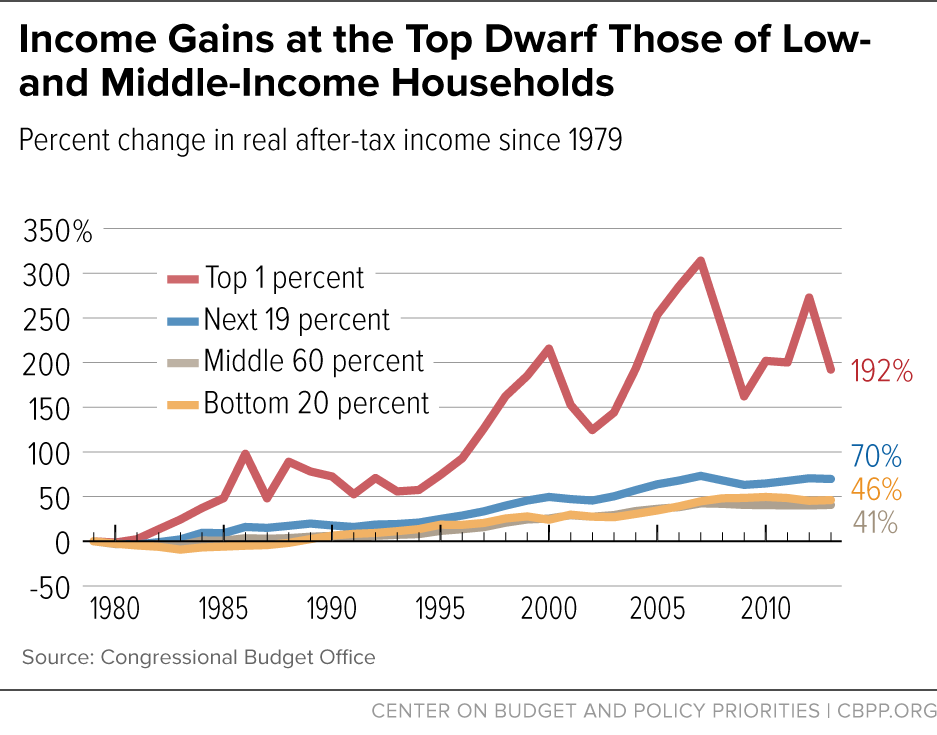 Income Gains at the Top Dwarf Those of Low-
and Middle-Income Households
Percent change in real after-tax income since 1979
350%
300
250
200
150
100
50
0
-50
Top 1 percent
Next 19 percent
Middle 60 percent
Bottom 20 percent
192%
70%
46%
41%
1980 1985 1990 1995 2000 2005 2010
Source: Congressional Budget Office
CENTER ON BUDGET AND POLICY PRIORITIES | CBPP.ORG